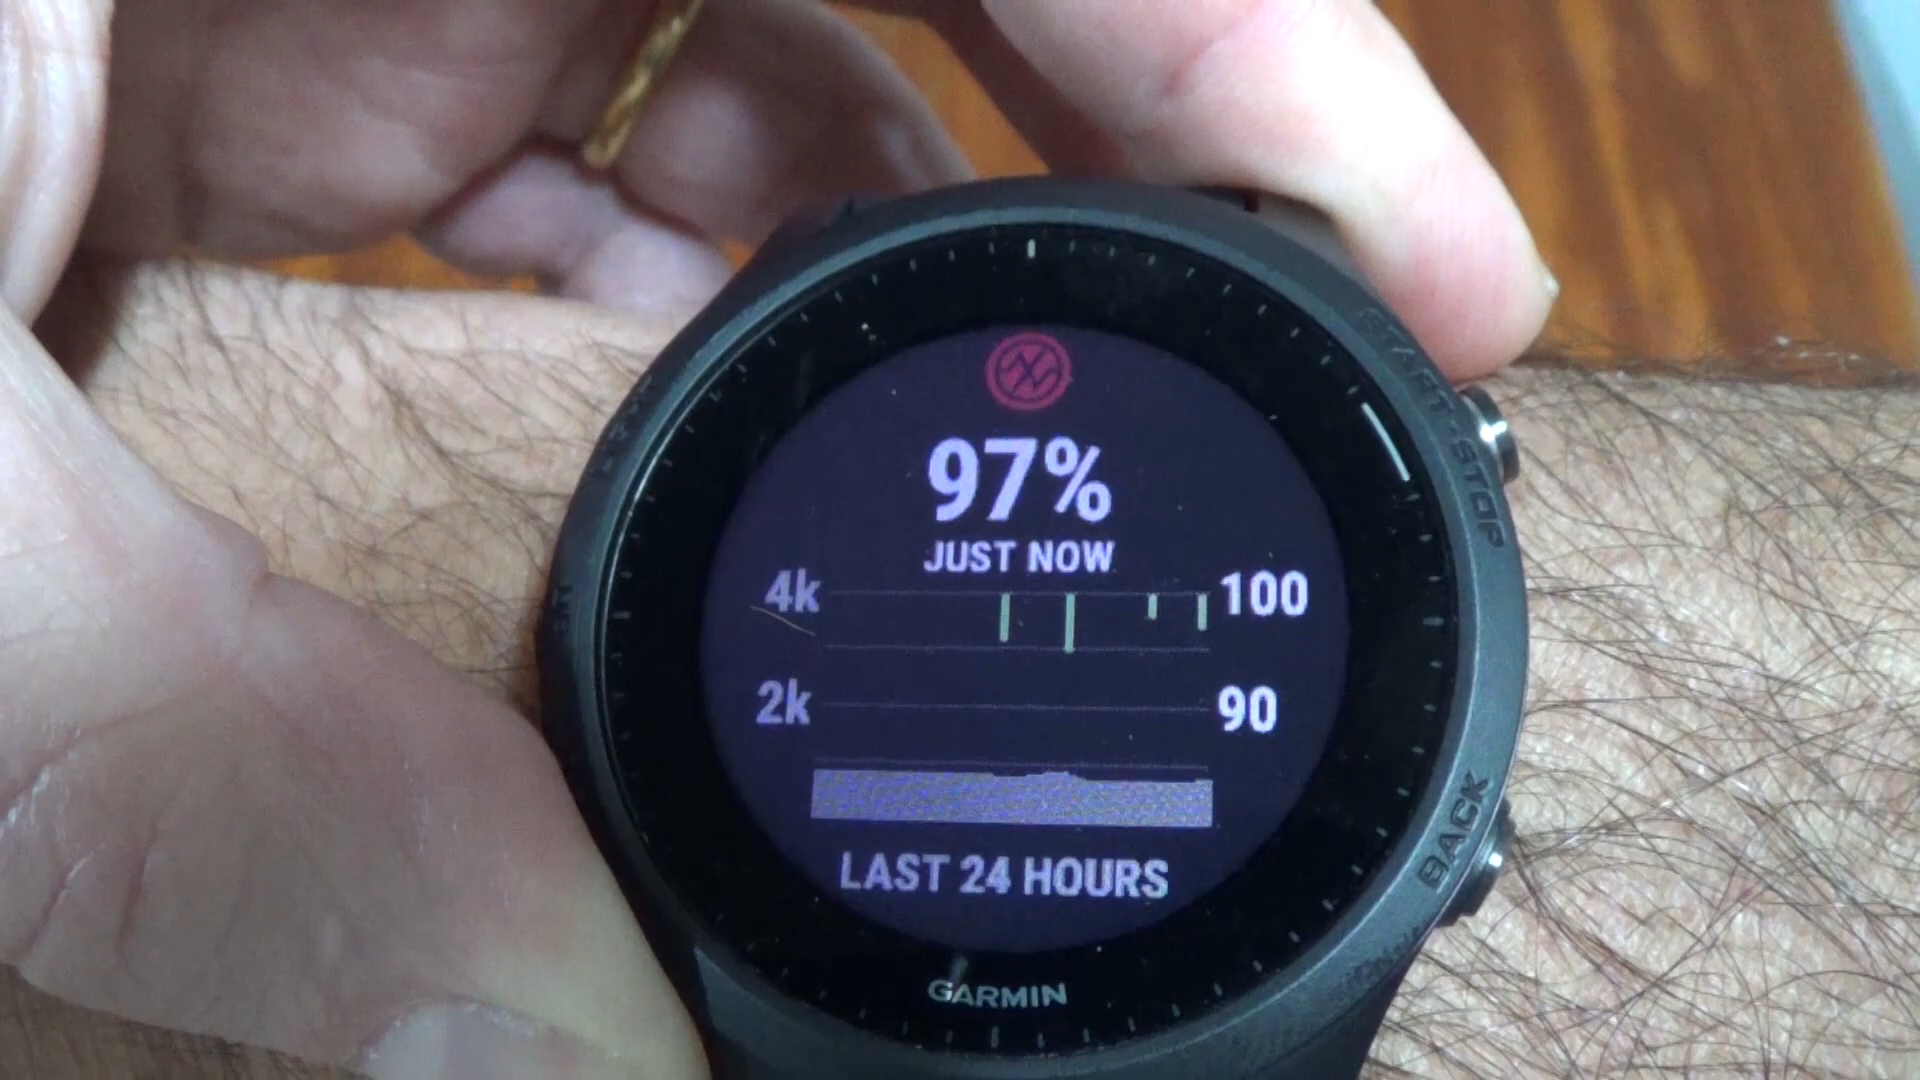 97%
JUST NOW
4k 100
2k 90
LAST 24 HOURS
GARMIN
START·STOP
BACK